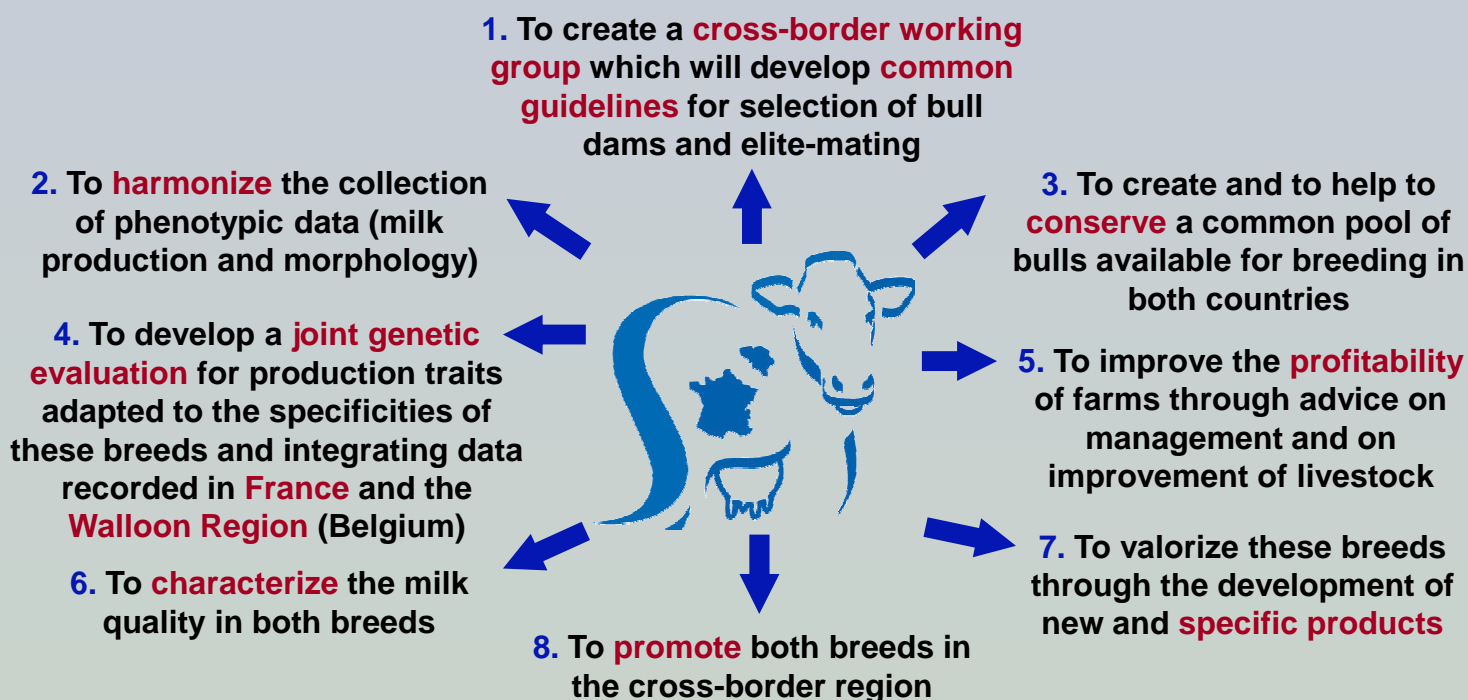 1. To create a cross-border working
group which will develop common
guidelines for selection of bull
dams and elite-mating
2. To harmonize the collection
of phenotypic data (milk
production and morphology)
3. To create and to help to
conserve a common pool of
bulls available for breeding in
both countries
4. To develop a joint genetic
evaluation for production traits
adapted to the specificities of
these breeds and integrating data
recorded in France and the
Walloon Region (Belgium)
5. To improve the profitability
of farms through advice on
management and on
improvement of livestock
6. To characterize the milk
quality in both breeds
7. To valorize these breeds
through the development of
new and specific products
8. To promote both breeds in
the cross-border region